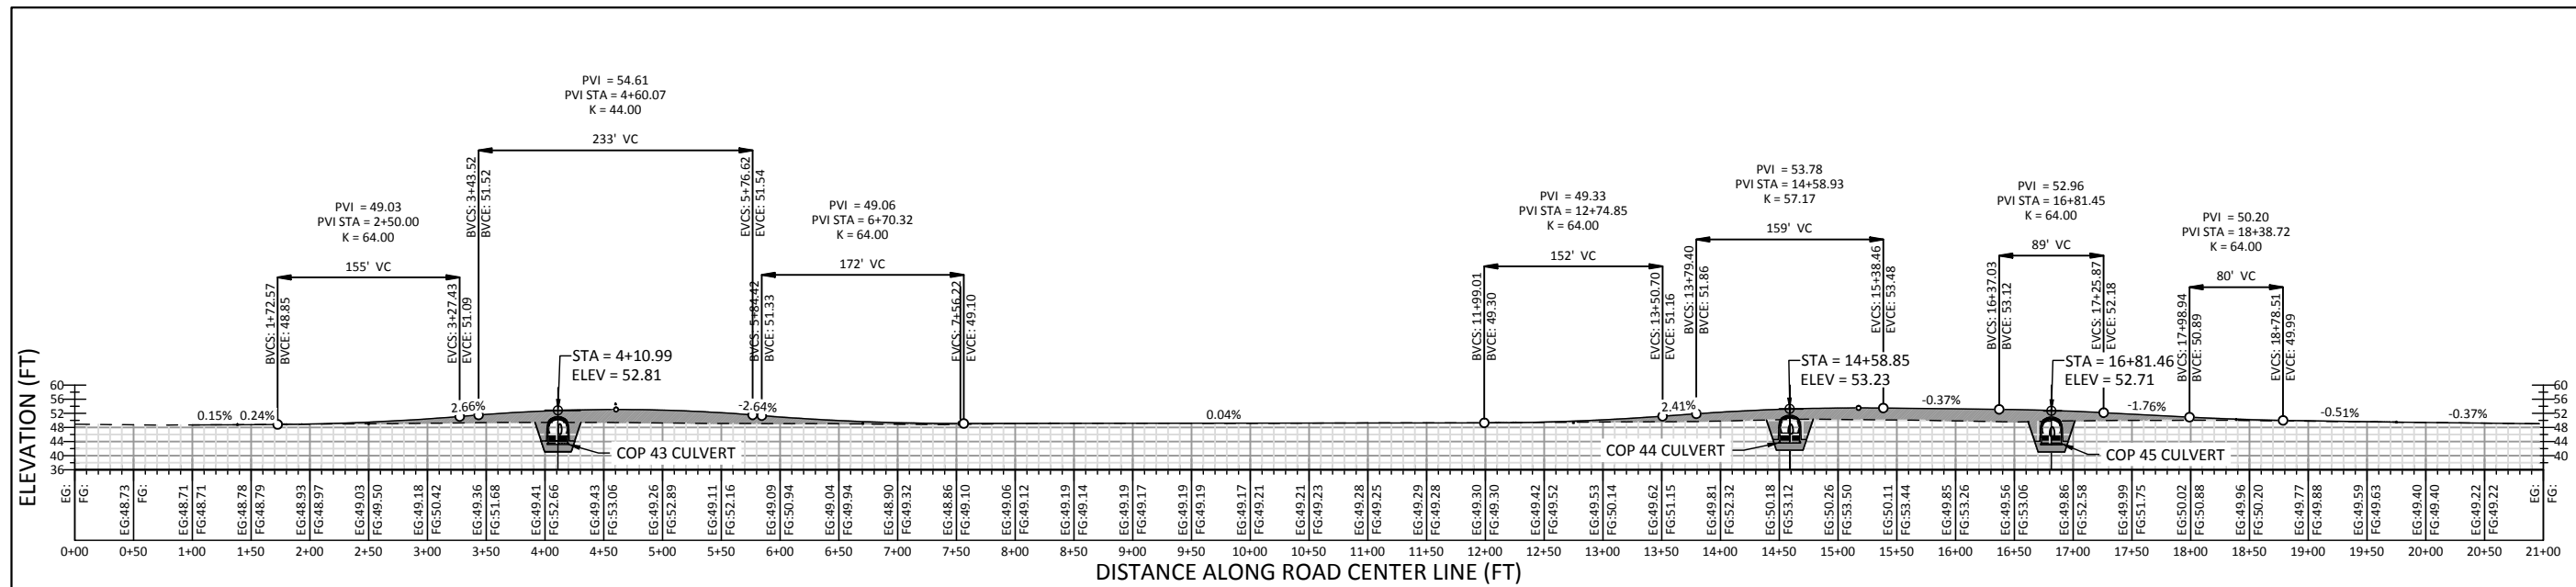 PVI = 54.61
PVI STA = 4+60.07
K = 44.00
233' VC
BVCS: 3+43.52
BVCE: 51.52
EVCS: 5+76.62
EVCE: 51.54
PVI = 49.03
PVI STA = 2+50.00
K = 64.00
155' VC
BVCS: 1+72.57
BVCE: 48.85
EVCS: 3+27.43
EVCE: 51.09
PVI = 49.06
PVI STA = 6+70.32
K = 64.00
172' VC
BVCS: 5+84.42
BVCE: 51.33
EVCS: 7+56.22
EVCE: 49.10
PVI = 49.33
PVI STA = 12+74.85
K = 64.00
152' VC
BVCS: 11+99.01
BVCE: 49.30
EVCS: 13+50.70
EVCE: 51.16
PVI = 53.78
PVI STA = 14+58.93
K = 57.17
159' VC
BVCS: 13+79.40
BVCE: 51.86
EVCS: 15+38.46
EVCE: 53.48
PVI = 52.96
PVI STA = 16+81.45
K = 64.00
89' VC
BVCS: 16+37.03
BVCE: 53.12
EVCS: 17+25.87
EVCE: 52.18
PVI = 50.20
PVI STA = 18+38.72
K = 64.00
80' VC
BVCS: 17+98.94
BVCE: 50.89
EVCS: 18+78.51
EVCE: 49.99
STA = 4+10.99
ELEV = 52.81
STA = 14+58.85
ELEV = 53.23
STA = 16+81.46
ELEV = 52.71
0.15%
0.24%
2.66%
-2.64%
0.04%
2.41%
-0.37%
-1.76%
-0.51%
-0.37%
COP 43 CULVERT
COP 44 CULVERT
COP 45 CULVERT
ELEVATION (FT)
60
56
52
48
44
40
36
60
56
52
48
44
40
EG:
FG:
EG:48.73
FG:
EG:48.71
FG:48.71
EG:48.78
FG:48.79
EG:48.93
FG:48.97
EG:49.03
FG:49.50
EG:49.18
FG:50.42
EG:49.36
FG:51.68
EG:49.41
FG:52.66
EG:49.43
FG:53.06
EG:49.26
FG:52.89
EG:49.11
FG:52.16
EG:49.09
FG:50.94
EG:49.04
FG:49.94
EG:48.90
FG:49.32
EG:48.86
FG:49.10
EG:49.06
FG:49.12
EG:49.19
FG:49.14
EG:49.19
FG:49.17
EG:49.19
FG:49.19
EG:49.17
FG:49.21
EG:49.21
FG:49.23
EG:49.28
FG:49.25
EG:49.29
FG:49.28
EG:49.30
FG:49.30
EG:49.42
FG:49.52
EG:49.53
FG:50.14
EG:49.62
FG:51.15
EG:49.81
FG:52.32
EG:50.18
FG:53.12
EG:50.26
FG:53.50
EG:50.11
FG:53.44
EG:49.85
FG:53.26
EG:49.56
FG:53.06
EG:49.86
FG:52.58
EG:49.99
FG:51.75
EG:50.02
FG:50.88
EG:49.96
FG:50.20
EG:49.77
FG:49.88
EG:49.59
FG:49.63
EG:49.40
FG:49.40
EG:49.22
FG:49.22
EG:
FG:
0+00 0+50 1+00 1+50 2+00 2+50 3+00 3+50 4+00 4+50 5+00 5+50 6+00 6+50 7+00 7+50 8+00 8+50 9+00 9+50 10+00 10+50 11+00 11+50 12+00 12+50 13+00 13+50 14+00 14+50 15+00 15+50 16+00 16+50 17+00 17+50 18+00 18+50 19+00 19+50 20+00 20+50 21+00
DISTANCE ALONG ROAD CENTER LINE (FT)